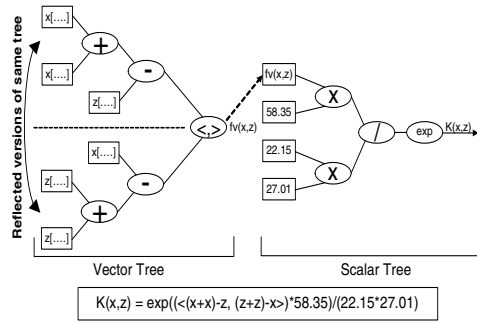 Reflected versions of same tree
x[....]
+
x[....]
-
z[....]
<,>
fv(x,z)
x[....]
z[....]
-
+
z[....]
fv(x,z)
X
58.35
/
exp
K(x,z)
22.15
X
27.01
Vector Tree
Scalar Tree
K(x,z) = exp((<(x+x)-z, (z+z)-x>)*58.35)/(22.15*27.01)